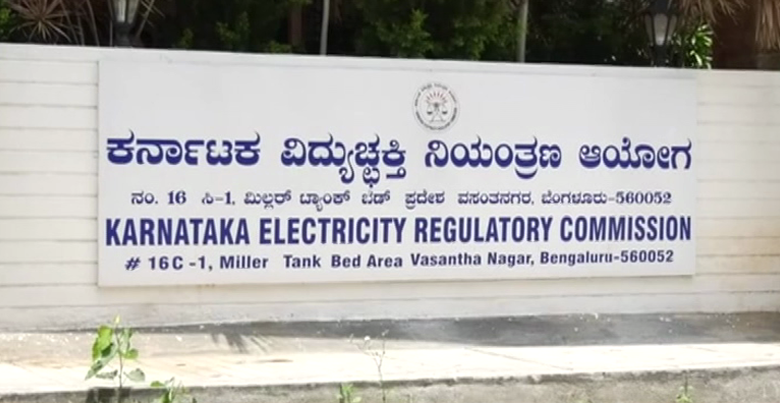 ಕರ್ನಾಟಕ ವಿದ್ಯುಚ್ಛಕ್ತಿ ನಿಯಂತ್ರಣ ಆಯೋಗ
ನಂ. 16 ಸಿ-1, ಮಿಲ್ಲರ್ ಟ್ಯಾಂಕ್ ಬೆಡ್ ಪ್ರದೇಶ ವಸಂತನಗರ, ಬೆಂಗಳೂರು-560052
KARNATAKA ELECTRICITY REGULATORY COMMISSION
# 16C -1, Miller Tank Bed Area Vasantha Nagar, Bengaluru-560052